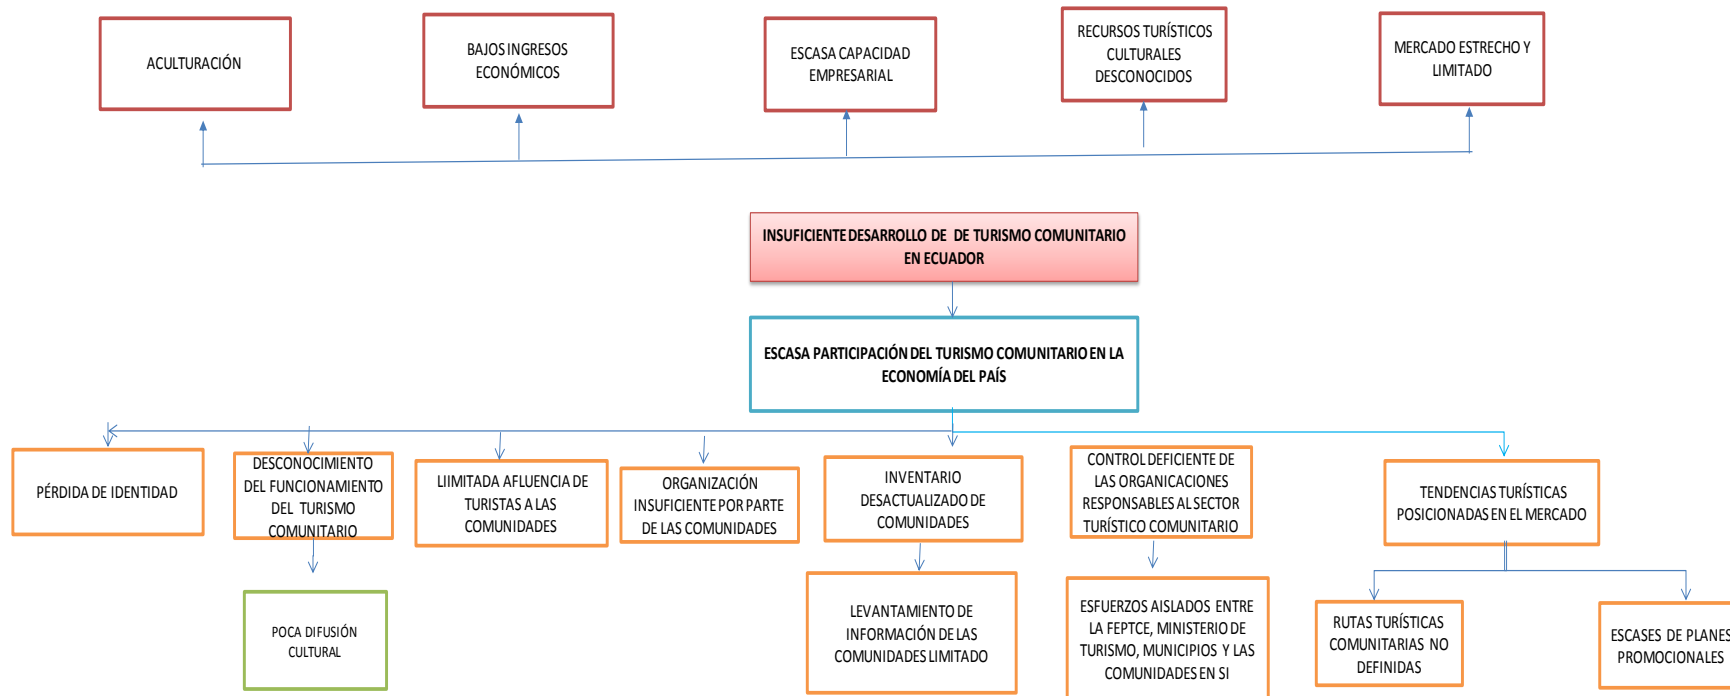 ACULTURACIÓN
BAJOS INGRESOS
ECONÓMICOS
ESCASA CAPACIDAD
EMPRESARIAL
RECURSOS TURÍSTICOS
CULTURALES
DESCONOCIDOS
MERCADO ESTRECHO Y
LIMITADO
INSUFICIENTE DESARROLLO DE DE TURISMO COMUNITARIO
EN ECUADOR
ESCASA PARTICIPACIÓN DEL TURISMO COMUNITARIO EN LA
ECONOMÍA DEL PAÍS
PÉRDIDA DE IDENTIDAD
DESCONOCIMIENTO
DEL FUNCIONAMIENTO
DEL TURISMO
COMUNITARIO
LIIMITADA AFLUENCIA DE
TURISTAS A LAS
COMUNIDADES
ORGANIZACIÓN
INSUFICIENTE POR PARTE
DE LAS COMUNIDADES
INVENTARIO
DESACTUALIZADO DE
COMUNIDADES
CONTROL DEFICIENTE DE
LAS ORGANICACIONES
RESPONSABLES AL SECTOR
TURÍSTICO COMUNITARIO
TENDENCIAS TURÍSTICAS
POSICIONADAS EN EL MERCADO
POCA DIFUSIÓN
CULTURAL
LEVANTAMIENTO DE
INFORMACIÓN DE LAS
COMUNIDADES LIMITADO
ESFUERZOS AISLADOS ENTRE
LA FEPTCE, MINISTERIO DE
TURISMO, MUNICIPIOS Y LAS
COMUNIDADES EN SI
RUTAS TURÍSTICAS
COMUNITARIAS NO
DEFINIDAS
ESCASES DE PLANES
PROMOCIONALES